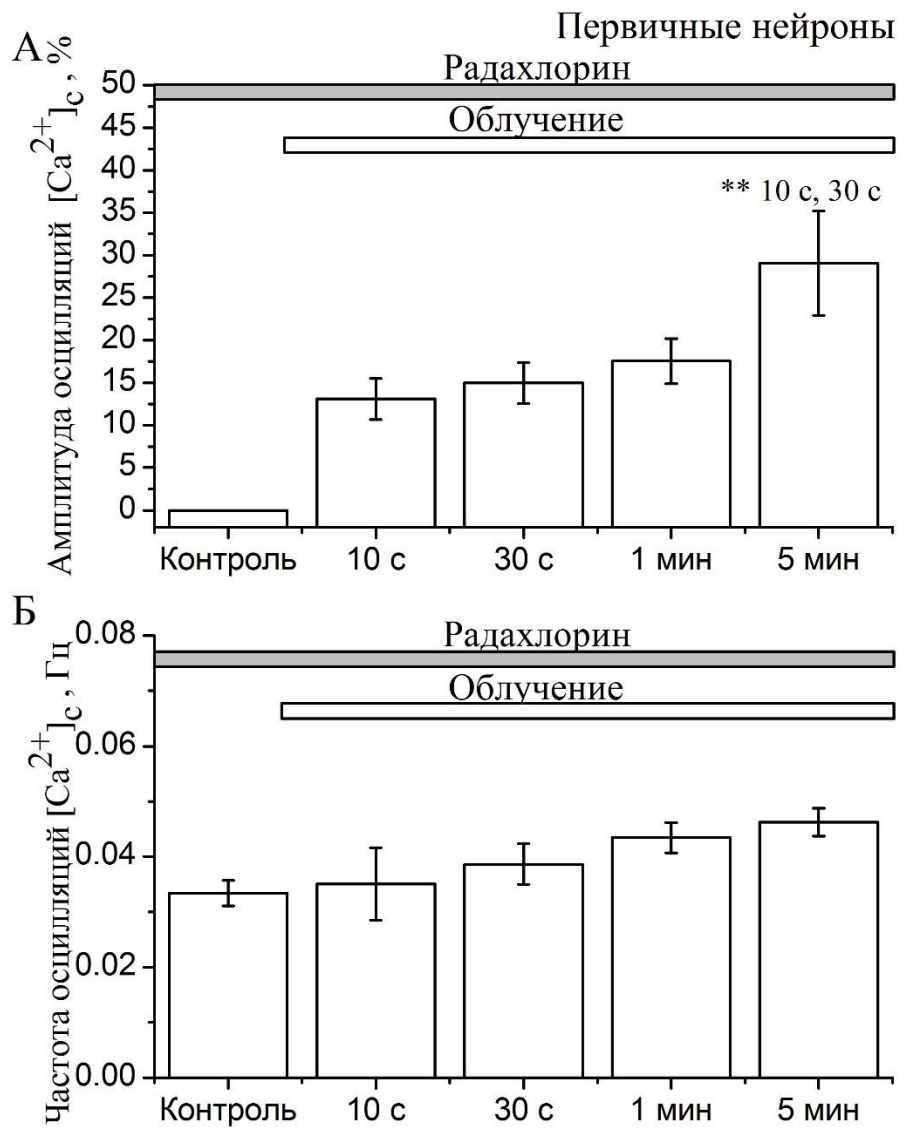 Первичные нейроны
А
Амплитуда осцилляций [Ca²⁺]c , %
Радахлорин
Облучение
** 10 с, 30 с
50
45
40
35
30
25
20
15
10
5
0
Контроль 10 с 30 с 1 мин 5 мин
Б
Частота осцилляций [Ca²⁺]c , Гц
Радахлорин
Облучение
0.08
0.06
0.04
0.02
0.00
Контроль 10 с 30 с 1 мин 5 мин